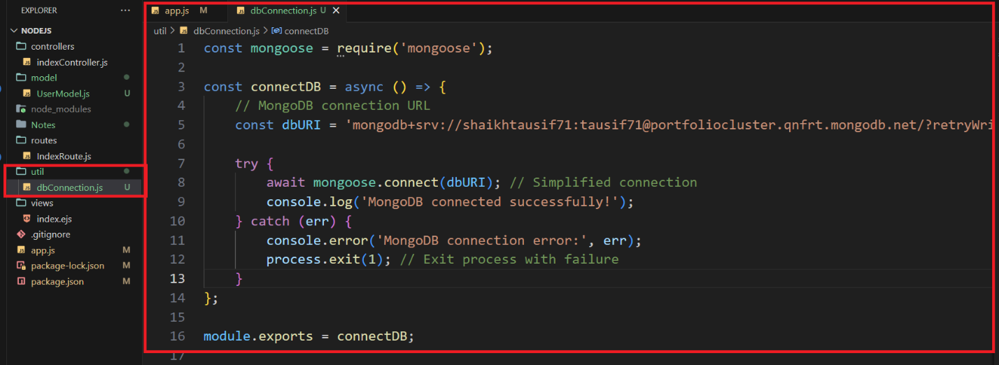 EXPLORER
...
NODEJS
controllers
indexController.js
model
UserModel.js U
node_modules
Notes
routes
IndexRoute.js
util
dbConnection.js U
views
index.ejs
.gitignore
app.js M
package-lock.json M
package.json M
app.js M dbConnection.js U
util > dbConnection.js > connectDB
1 const mongoose = require('mongoose');
2
3 const connectDB = async () => {
4 // MongoDB connection URL
5 const dbURI = 'mongodb+srv://shaikhtausif71:tausif71@portfoliocluster.qnfrt.mongodb.net/?retryWri
6
7 try {
8 await mongoose.connect(dbURI); // Simplified connection
9 console.log('MongoDB connected successfully!');
10 } catch (err) {
11 console.error('MongoDB connection error:', err);
12 process.exit(1); // Exit process with failure
13 }
14 };
15
16 module.exports = connectDB;
17